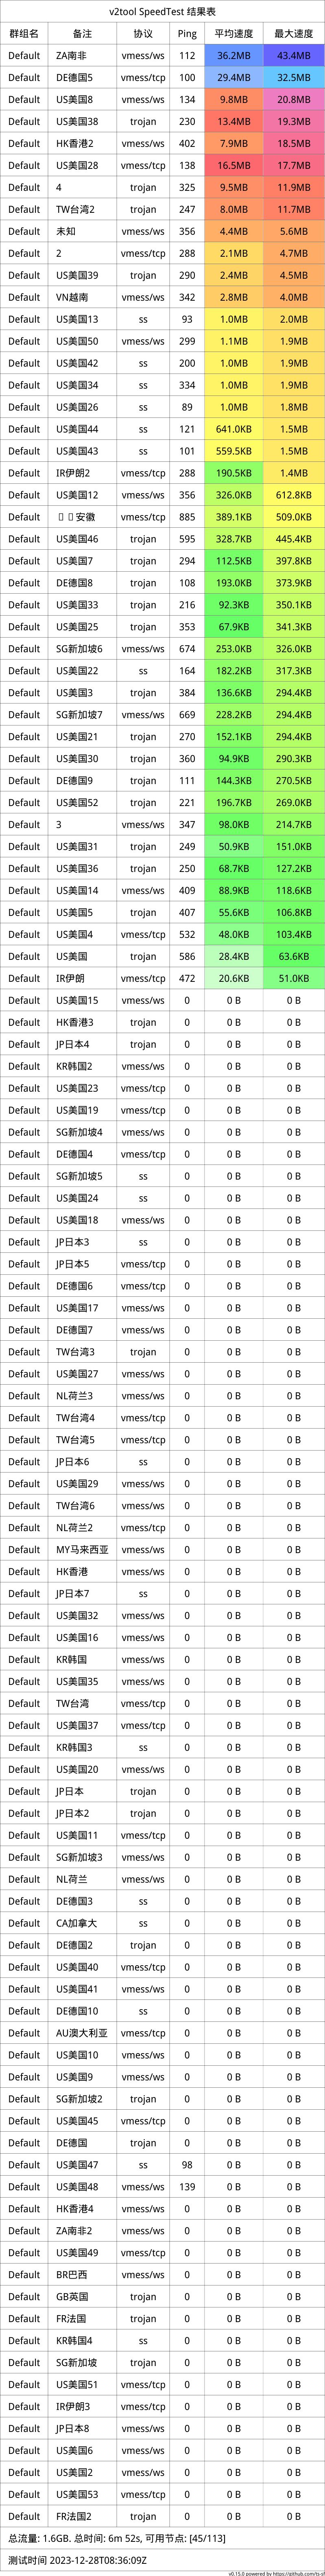 v2tool SpeedTest 结果表
群组名 备注 协议 Ping 平均速度 最大速度
Default ZA南非 vmess/ws 112 36.2MB 43.4MB
Default DE德国5 vmess/tcp 100 29.4MB 32.5MB
Default US美国8 vmess/ws 134 9.8MB 20.8MB
Default US美国38 trojan 230 13.4MB 19.3MB
Default HK香港2 vmess/ws 402 7.9MB 18.5MB
Default US美国28 vmess/tcp 138 16.5MB 17.7MB
Default 4 trojan 325 9.5MB 11.9MB
Default TW台湾2 trojan 247 8.0MB 11.7MB
Default 未知 vmess/ws 356 4.4MB 5.6MB
Default 2 vmess/tcp 288 2.1MB 4.7MB
Default US美国39 trojan 290 2.4MB 4.5MB
Default VN越南 vmess/ws 342 2.8MB 4.0MB
Default US美国13 ss 93 1.0MB 2.0MB
Default US美国50 vmess/ws 299 1.1MB 1.9MB
Default US美国42 ss 200 1.0MB 1.9MB
Default US美国34 ss 334 1.0MB 1.9MB
Default US美国26 ss 89 1.0MB 1.8MB
Default US美国44 ss 121 641.0KB 1.5MB
Default US美国43 ss 101 559.5KB 1.5MB
Default IR伊朗2 vmess/tcp 288 190.5KB 1.4MB
Default US美国12 vmess/ws 356 326.0KB 612.8KB
Default 安徽 vmess/tcp 885 389.1KB 509.0KB
Default US美国46 trojan 595 328.7KB 445.4KB
Default US美国7 trojan 294 112.5KB 397.8KB
Default DE德国8 trojan 108 193.0KB 373.9KB
Default US美国33 trojan 216 92.3KB 350.1KB
Default US美国25 trojan 353 67.9KB 341.3KB
Default SG新加坡6 vmess/ws 674 253.0KB 326.0KB
Default US美国22 ss 164 182.2KB 317.3KB
Default US美国3 trojan 384 136.6KB 294.4KB
Default SG新加坡7 vmess/ws 669 228.2KB 294.4KB
Default US美国21 trojan 270 152.1KB 294.4KB
Default US美国30 trojan 360 94.9KB 290.3KB
Default DE德国9 trojan 111 144.3KB 270.5KB
Default US美国52 trojan 221 196.7KB 269.0KB
Default 3 vmess/ws 347 98.0KB 214.7KB
Default US美国31 trojan 249 50.9KB 151.0KB
Default US美国36 trojan 250 68.7KB 127.2KB
Default US美国14 vmess/ws 409 88.9KB 118.6KB
Default US美国5 trojan 407 55.6KB 106.8KB
Default US美国4 vmess/tcp 532 48.0KB 103.4KB
Default US美国 trojan 586 28.4KB 63.6KB
Default IR伊朗 vmess/tcp 472 20.6KB 51.0KB
Default US美国15 vmess/ws 0 0 B 0 B
Default HK香港3 trojan 0 0 B 0 B
Default JP日本4 trojan 0 0 B 0 B
Default KR韩国2 vmess/ws 0 0 B 0 B
Default US美国23 vmess/tcp 0 0 B 0 B
Default US美国19 vmess/tcp 0 0 B 0 B
Default SG新加坡4 vmess/ws 0 0 B 0 B
Default DE德国4 vmess/tcp 0 0 B 0 B
Default SG新加坡5 ss 0 0 B 0 B
Default US美国24 ss 0 0 B 0 B
Default US美国18 vmess/ws 0 0 B 0 B
Default JP日本3 ss 0 0 B 0 B
Default JP日本5 vmess/tcp 0 0 B 0 B
Default DE德国6 vmess/tcp 0 0 B 0 B
Default US美国17 vmess/ws 0 0 B 0 B
Default DE德国7 vmess/ws 0 0 B 0 B
Default TW台湾3 trojan 0 0 B 0 B
Default US美国27 vmess/ws 0 0 B 0 B
Default NL荷兰3 vmess/ws 0 0 B 0 B
Default TW台湾4 vmess/tcp 0 0 B 0 B
Default TW台湾5 vmess/tcp 0 0 B 0 B
Default JP日本6 ss 0 0 B 0 B
Default US美国29 vmess/ws 0 0 B 0 B
Default TW台湾6 vmess/ws 0 0 B 0 B
Default NL荷兰2 vmess/tcp 0 0 B 0 B
Default MY马来西亚 vmess/ws 0 0 B 0 B
Default HK香港 vmess/ws 0 0 B 0 B
Default JP日本7 ss 0 0 B 0 B
Default US美国32 vmess/ws 0 0 B 0 B
Default US美国16 vmess/ws 0 0 B 0 B
Default KR韩国 vmess/ws 0 0 B 0 B
Default US美国35 vmess/ws 0 0 B 0 B
Default TW台湾 vmess/tcp 0 0 B 0 B
Default US美国37 vmess/tcp 0 0 B 0 B
Default KR韩国3 ss 0 0 B 0 B
Default US美国20 vmess/ws 0 0 B 0 B
Default JP日本 trojan 0 0 B 0 B
Default JP日本2 trojan 0 0 B 0 B
Default US美国11 vmess/tcp 0 0 B 0 B
Default SG新加坡3 vmess/ws 0 0 B 0 B
Default NL荷兰 vmess/ws 0 0 B 0 B
Default DE德国3 ss 0 0 B 0 B
Default CA加拿大 ss 0 0 B 0 B
Default DE德国2 trojan 0 0 B 0 B
Default US美国40 vmess/tcp 0 0 B 0 B
Default US美国41 vmess/ws 0 0 B 0 B
Default DE德国10 ss 0 0 B 0 B
Default AU澳大利亚 vmess/tcp 0 0 B 0 B
Default US美国10 vmess/ws 0 0 B 0 B
Default US美国9 vmess/ws 0 0 B 0 B
Default SG新加坡2 trojan 0 0 B 0 B
Default US美国45 vmess/tcp 0 0 B 0 B
Default DE德国 trojan 0 0 B 0 B
Default US美国47 ss 98 0 B 0 B
Default US美国48 vmess/ws 139 0 B 0 B
Default HK香港4 vmess/ws 0 0 B 0 B
Default ZA南非2 vmess/ws 0 0 B 0 B
Default US美国49 vmess/tcp 0 0 B 0 B
Default BR巴西 vmess/ws 0 0 B 0 B
Default GB英国 trojan 0 0 B 0 B
Default FR法国 trojan 0 0 B 0 B
Default KR韩国4 ss 0 0 B 0 B
Default SG新加坡 trojan 0 0 B 0 B
Default US美国51 vmess/tcp 0 0 B 0 B
Default IR伊朗3 vmess/tcp 0 0 B 0 B
Default JP日本8 vmess/ws 0 0 B 0 B
Default US美国6 vmess/ws 0 0 B 0 B
Default US美国2 vmess/ws 0 0 B 0 B
Default US美国53 vmess/tcp 0 0 B 0 B
Default FR法国2 trojan 0 0 B 0 B
总流量: 1.6GB. 总时间: 6m 52s, 可用节点: [45/113]
测试时间 2023-12-28T08:36:09Z
v0.15.0 powered by https://github.com/ts-sf